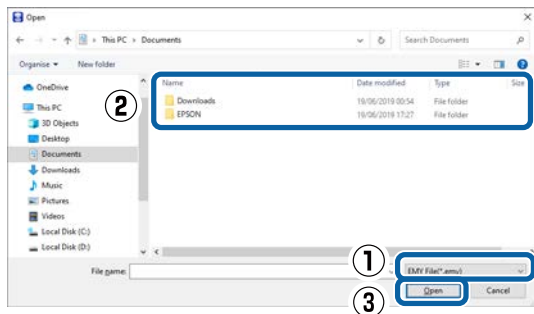 Open
This PC > Documents
Search Documents
Organise
New folder
Name
Date modified
Type
Size
OneDrive
This PC
3D Objects
Desktop
Documents
Downloads
Music
Pictures
Videos
Local Disk (C:)
Local Disk (D:)
②
Downloads
19/06/2019 00:54
File folder
EPSON
19/06/2019 17:27
File folder
①
File name:
EMY File(*.emy)
③
Open
Cancel